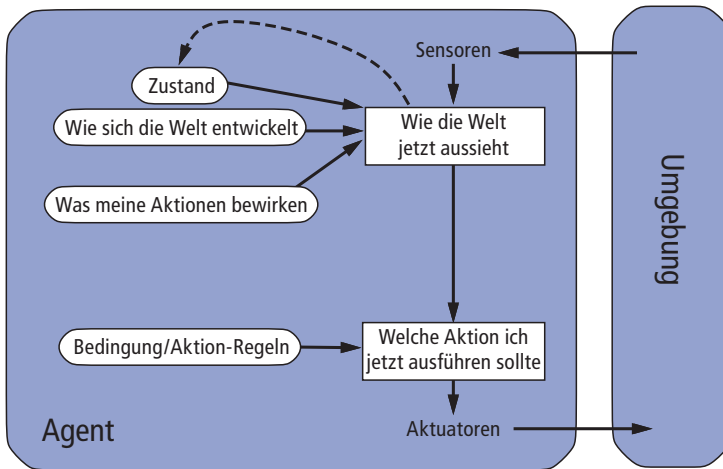 Sensoren
Zustand
Wie sich die Welt entwickelt
Wie die Welt
jetzt aussieht
Was meine Aktionen bewirken
Umgebung
Bedingung/Aktion-Regeln
Welche Aktion ich
jetzt ausführen sollte
Agent
Aktuatoren